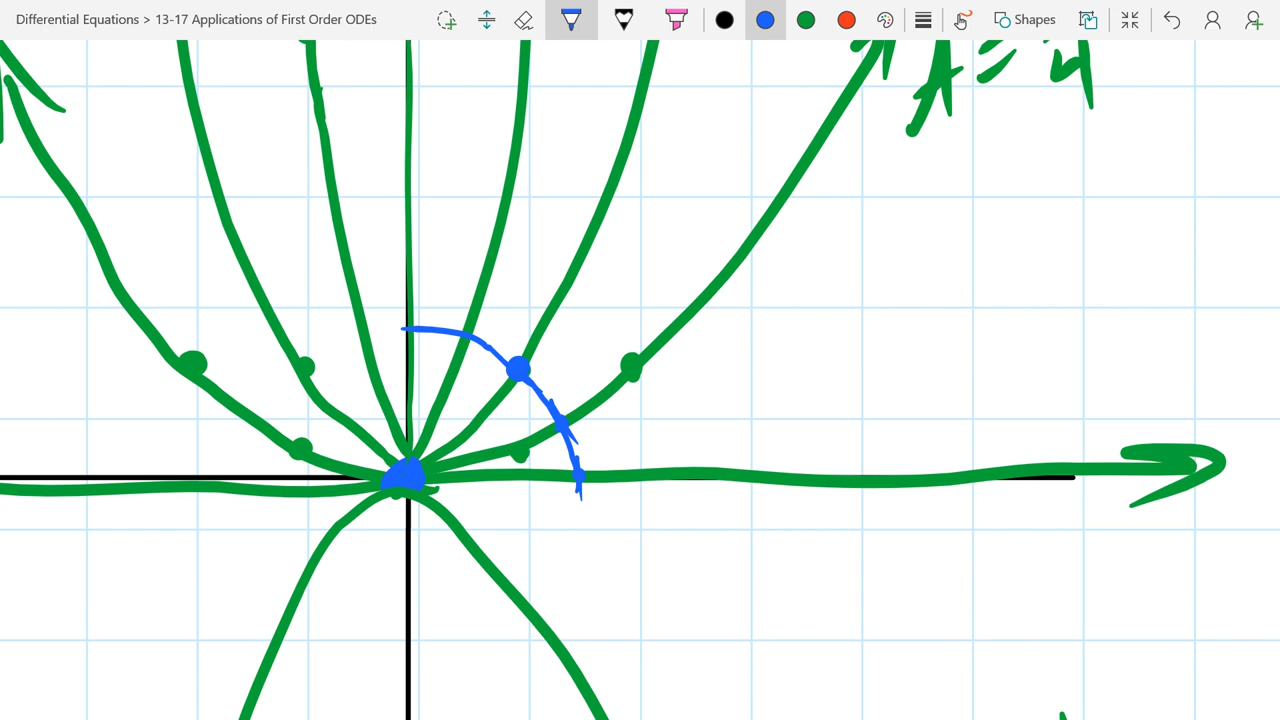 Differential Equations > 13-17 Applications of First Order ODEs
Shapes